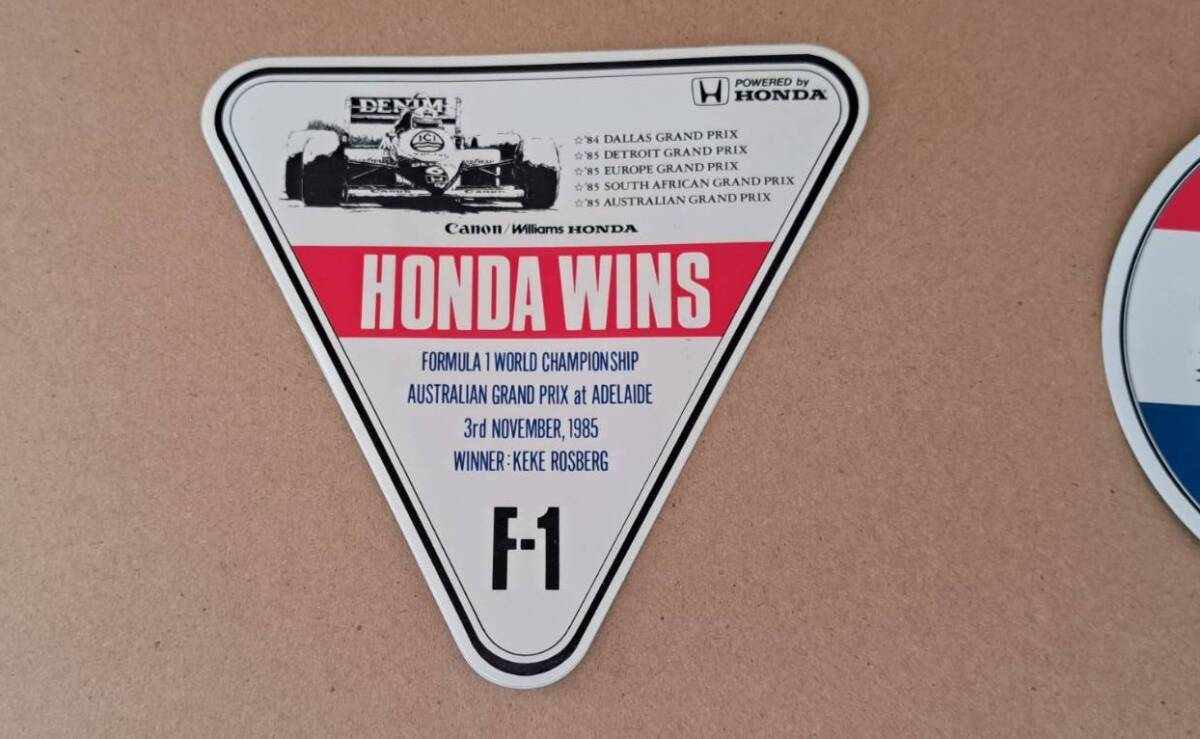 DENIM
ICI
POWERED by
HONDA
☆'84 DALLAS GRAND PRIX
☆'85 DETROIT GRAND PRIX
☆'85 EUROPE GRAND PRIX
☆'85 SOUTH AFRICAN GRAND PRIX
☆'85 AUSTRALIAN GRAND PRIX
Canon
Canon/Williams HONDA
HONDA WINS
FORMULA 1 WORLD CHAMPIONSHIP
AUSTRALIAN GRAND PRIX at ADELAIDE
3rd NOVEMBER, 1985
WINNER:KEKE ROSBERG
F-1